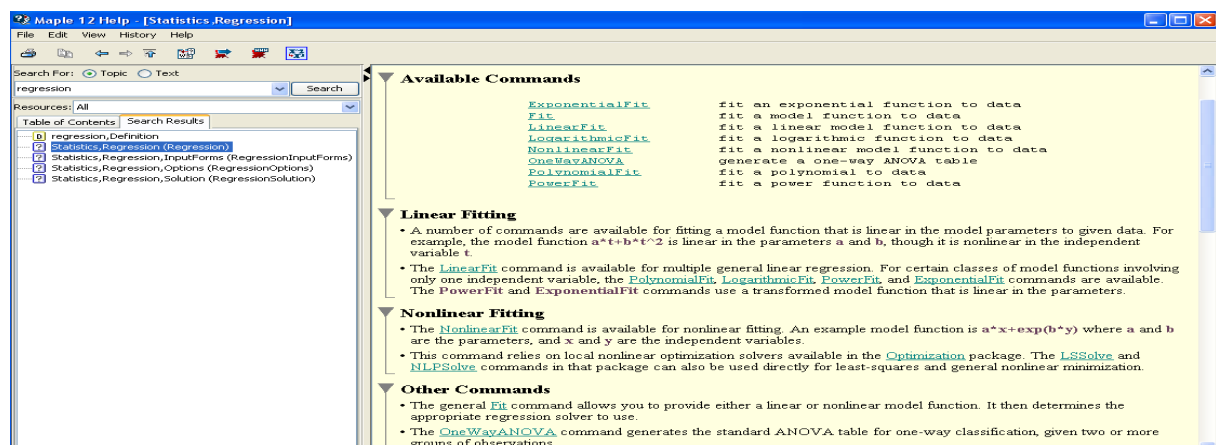 Maple 12 Help - [Statistics,Regression]
File Edit View History Help
Search For: Topic Text
regression Search
Resources: All
Table of Contents Search Results
D regression,Definition
? Statistics,Regression (Regression)
? Statistics,Regression,InputForms (RegressionInputForms)
? Statistics,Regression,Options (RegressionOptions)
? Statistics,Regression,Solution (RegressionSolution)
Available Commands
ExponentialFit fit an exponential function to data
Fit fit a model function to data
LinearFit fit a linear model function to data
LogarithmicFit fit a logarithmic function to data
NonlinearFit fit a nonlinear model function to data
OneWayANOVA generate a one-way ANOVA table
PolynomialFit fit a polynomial to data
PowerFit fit a power function to data
Linear Fitting
• A number of commands are available for fitting a model function that is linear in the model parameters to given data. For
example, the model function a*t+b*t^2 is linear in the parameters a and b, though it is nonlinear in the independent
variable t.
• The LinearFit command is available for multiple general linear regression. For certain classes of model functions involving
only one independent variable, the PolynomialFit, LogarithmicFit, PowerFit, and ExponentialFit commands are available.
The PowerFit and ExponentialFit commands use a transformed model function that is linear in the parameters.
Nonlinear Fitting
• The NonlinearFit command is available for nonlinear fitting. An example model function is a*x+exp(b*y) where a and b
are the parameters, and x and y are the independent variables.
• This command relies on local nonlinear optimization solvers available in the Optimization package. The LSSolve and
NLPSolve commands in that package can also be used directly for least-squares and general nonlinear minimization.
Other Commands
• The general Fit command allows you to provide either a linear or nonlinear model function. It then determines the
appropriate regression solver to use.
• The OneWayANOVA command generates the standard ANOVA table for one-way classification, given two or more
groups of observations.